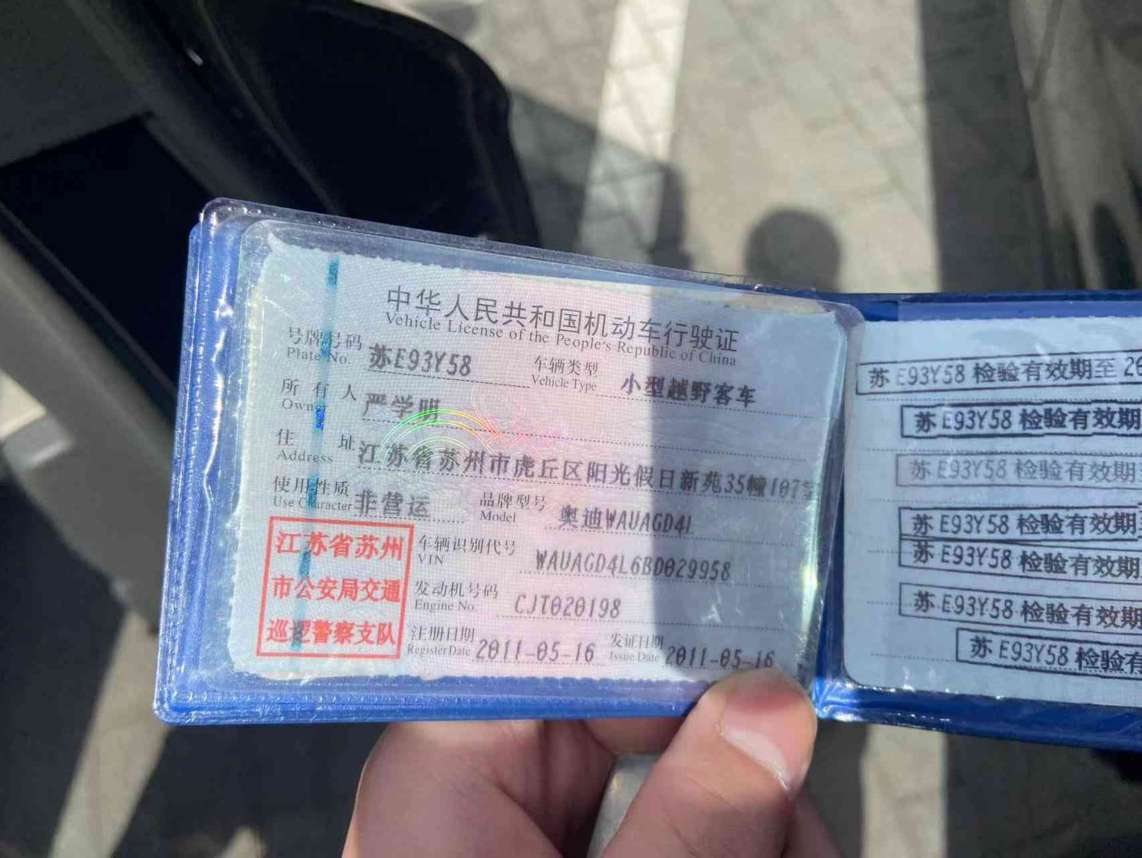 中华人民共和国机动车行驶证
Vehicle License of the People's Republic of China
号牌号码 苏E93Y58 车辆类型 小型越野客车
Plate No. Vehicle Type
所有人 严学明
Owner
住址 江苏省苏州市虎丘区阳光假日新苑35幢107室
Address
使用性质 非营运 品牌型号 奥迪WAUAGD4L
Use Character Model
江苏省苏州
市公安局交通
巡逻警察支队
车辆识别代号 WAUAGD4L6BD029958
VIN
发动机号码 CJT020198
Engine No.
注册日期 2011-05-16 发证日期 2011-05-16
Register Date Issue Date
苏E93Y58 检验有效期至 20
苏E93Y58 检验有效期
苏E93Y58 检验有效期
苏E93Y58 检验有效期
苏E93Y58 检验有效期
苏E93Y58 检验有效期
苏E93Y58 检验有